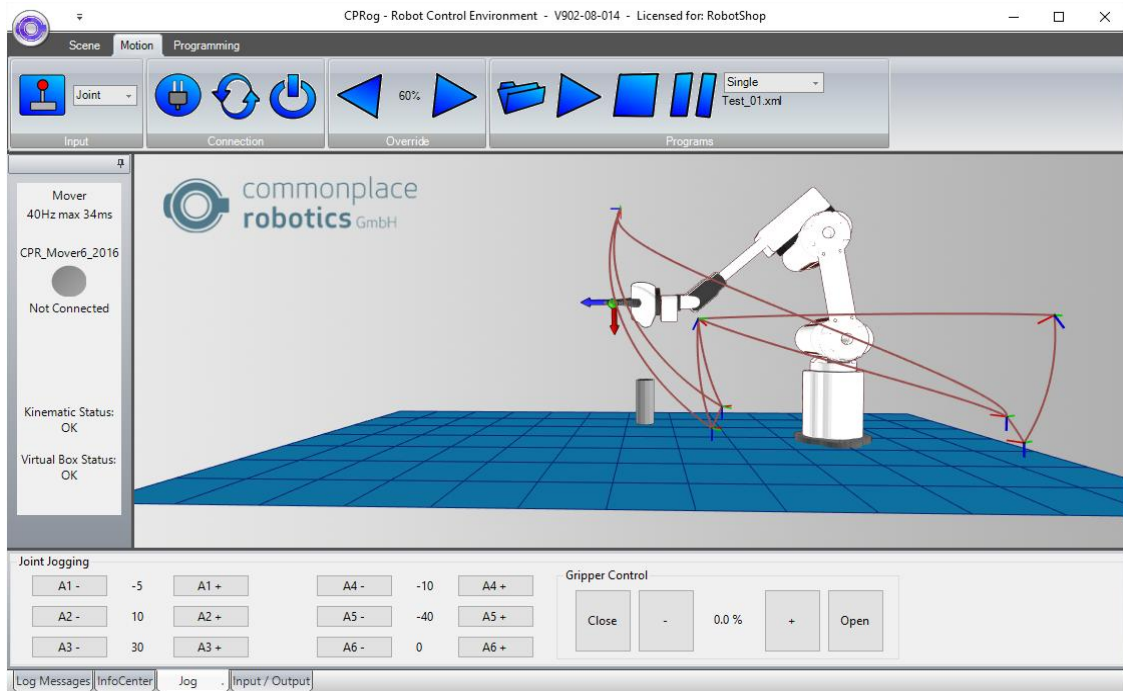 CPRog - Robot Control Environment - V902-08-014 - Licensed for: RobotShop
Scene Motion Programming
Joint
60%
Single
Test_01.xml
Input Connection Override Programs
Mover
40Hz max 34ms
CPR_Mover6_2016
Not Connected
Kinematic Status:
OK
Virtual Box Status:
OK
commonplace
robotics GmbH
Joint Jogging
A1 - -5 A1 + A4 - -10 A4 +
A2 - 10 A2 + A5 - -40 A5 +
A3 - 30 A3 + A6 - 0 A6 +
Gripper Control
Close - 0.0 % + Open
Log Messages InfoCenter Jog Input / Output